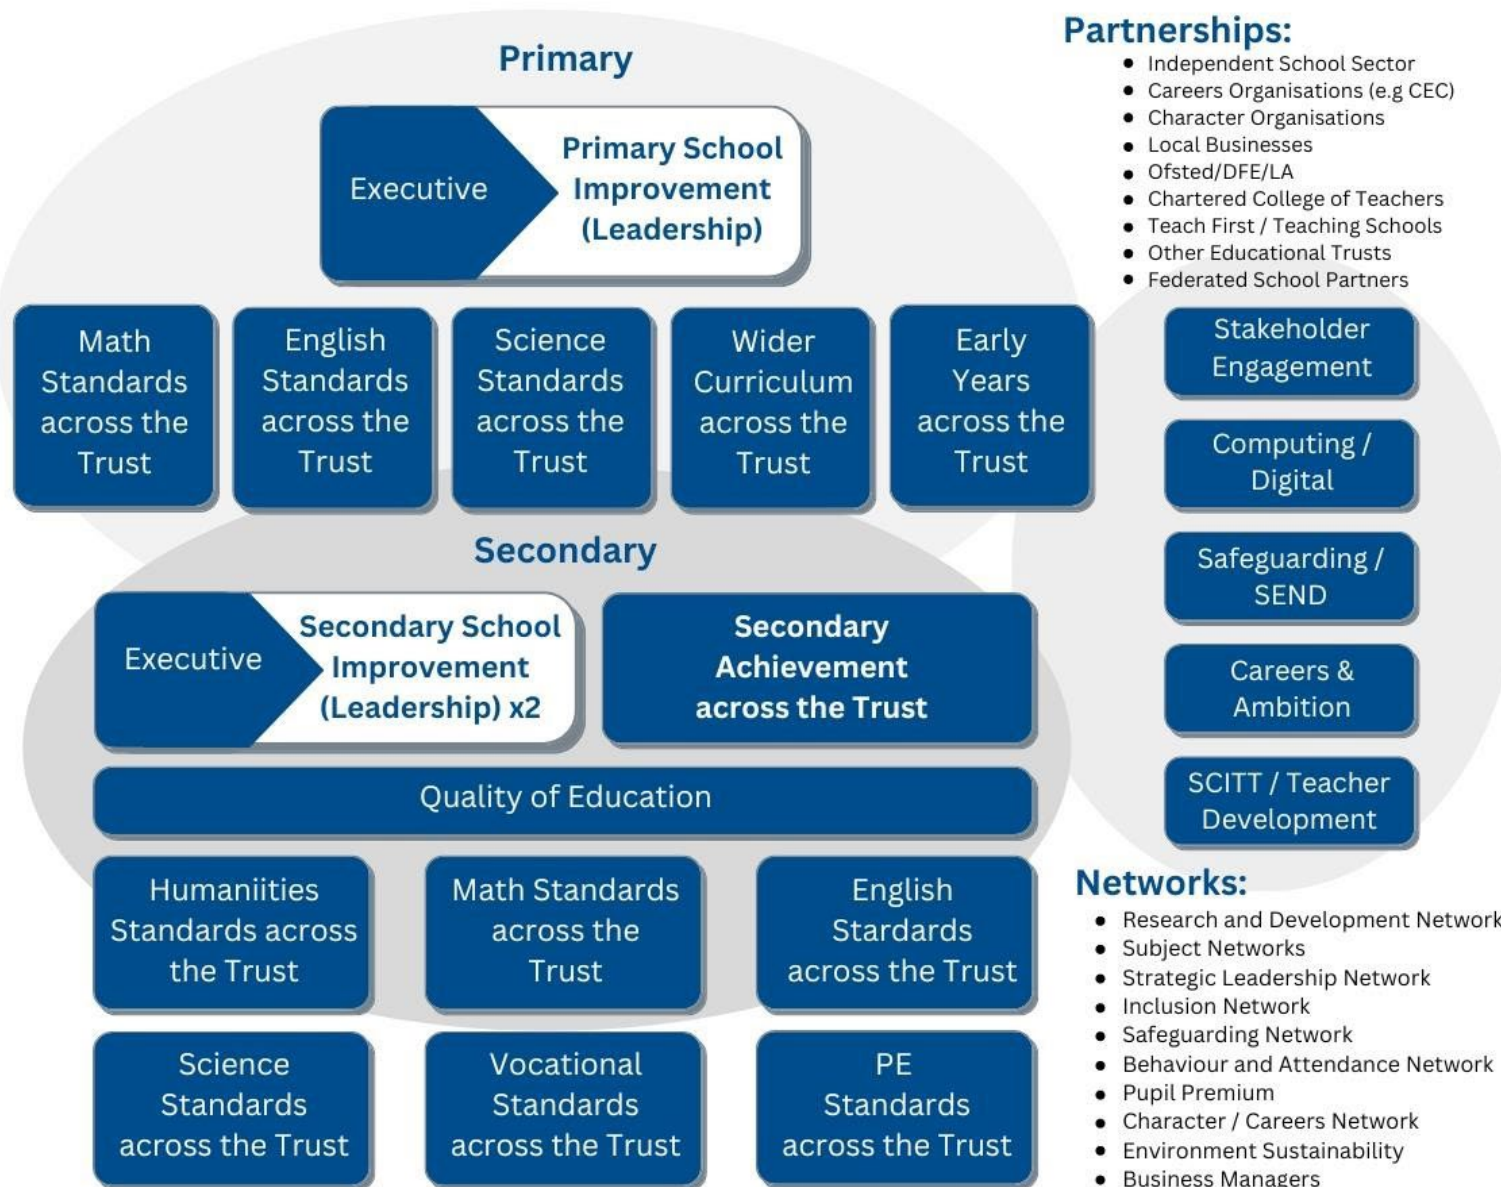 Primary
Executive
Primary School
Improvement
(Leadership)
Math
Standards
across the
Trust
English
Standards
across the
Trust
Science
Standards
across the
Trust
Wider
Curriculum
across the
Trust
Early
Years
across the
Trust
Secondary
Executive
Secondary School
Improvement
(Leadership) x2
Secondary
Achievement
across the Trust
Quality of Education
Humaniities
Standards across
the Trust
Math Standards
across the
Trust
English
Stardards
across the Trust
Science
Standards
across the Trust
Vocational
Standards
across the Trust
PE
Standards
across the Trust
Partnerships:
• Independent School Sector
• Careers Organisations (e.g CEC)
• Character Organisations
• Local Businesses
• Ofsted/DFE/LA
• Chartered College of Teachers
• Teach First / Teaching Schools
• Other Educational Trusts
• Federated School Partners
Stakeholder
Engagement
Computing /
Digital
Safeguarding /
SEND
Careers &
Ambition
SCITT / Teacher
Development
Networks:
• Research and Development Network
• Subject Networks
• Strategic Leadership Network
• Inclusion Network
• Safeguarding Network
• Behaviour and Attendance Network
• Pupil Premium
• Character / Careers Network
• Environment Sustainability
• Business Managers